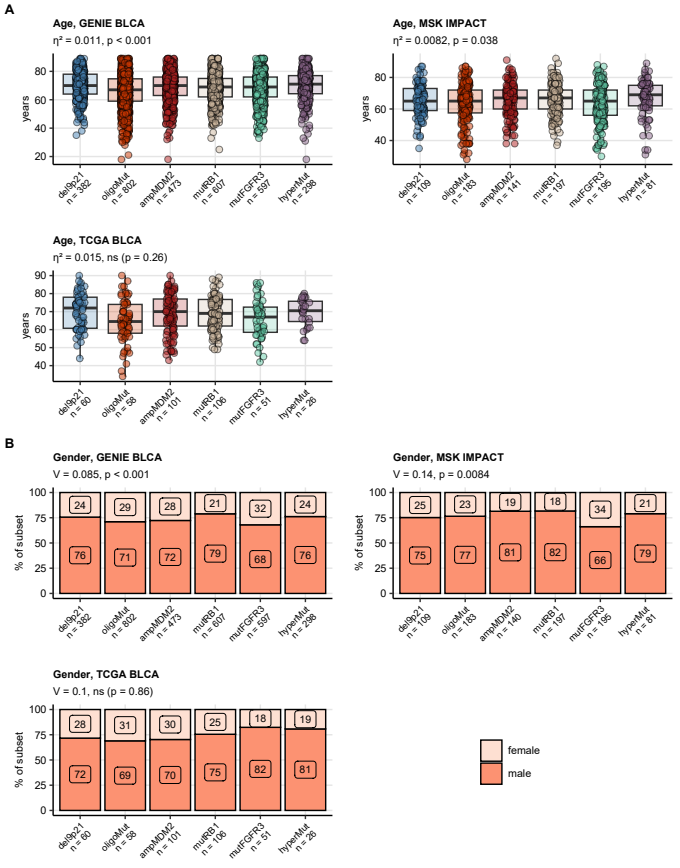 A
Age, GENIE BLCA
η² = 0.011, p < 0.001
years
80
60
40
20
del9p21
n = 382
oligoMut
n = 802
ampMDM2
n = 473
mutRB1
n = 607
mutFGFR3
n = 597
hyperMut
n = 298
Age, MSK IMPACT
η² = 0.0082, p = 0.038
years
80
60
40
del9p21
n = 109
oligoMut
n = 183
ampMDM2
n = 141
mutRB1
n = 197
mutFGFR3
n = 195
hyperMut
n = 81
Age, TCGA BLCA
η² = 0.015, ns (p = 0.26)
years
90
80
70
60
50
40
del9p21
n = 60
oligoMut
n = 58
ampMDM2
n = 101
mutRB1
n = 106
mutFGFR3
n = 51
hyperMut
n = 26
B
Gender, GENIE BLCA
V = 0.085, p < 0.001
% of subset
100
75
50
25
0
24 29 28 21 32 24
76 71 72 79 68 76
del9p21
n = 382
oligoMut
n = 802
ampMDM2
n = 473
mutRB1
n = 607
mutFGFR3
n = 597
hyperMut
n = 298
Gender, MSK IMPACT
V = 0.14, p = 0.0084
% of subset
100
75
50
25
0
25 23 19 18 34 21
75 77 81 82 66 79
del9p21
n = 109
oligoMut
n = 183
ampMDM2
n = 140
mutRB1
n = 197
mutFGFR3
n = 195
hyperMut
n = 81
Gender, TCGA BLCA
V = 0.1, ns (p = 0.86)
% of subset
100
75
50
25
0
28 31 30 25 18 19
72 69 70 75 82 81
del9p21
n = 60
oligoMut
n = 58
ampMDM2
n = 101
mutRB1
n = 106
mutFGFR3
n = 51
hyperMut
n = 26
female
male